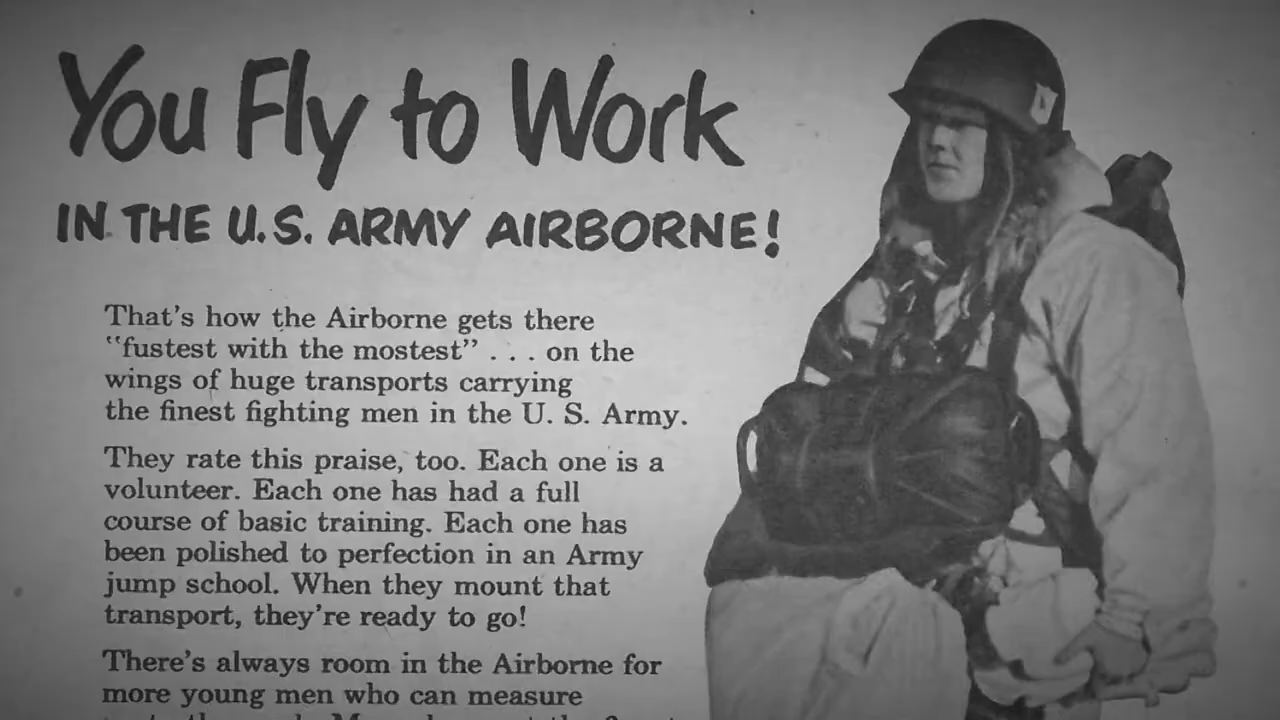 You Fly to Work
IN THE U.S. ARMY AIRBORNE!
That's how the Airborne gets there
"fustest with the mostest" . . . on the
wings of huge transports carrying
the finest fighting men in the U. S. Army.
They rate this praise, too. Each one is a
volunteer. Each one has had a full
course of basic training. Each one has
been polished to perfection in an Army
jump school. When they mount that
transport, they're ready to go!
There's always room in the Airborne for
more young men who can measure